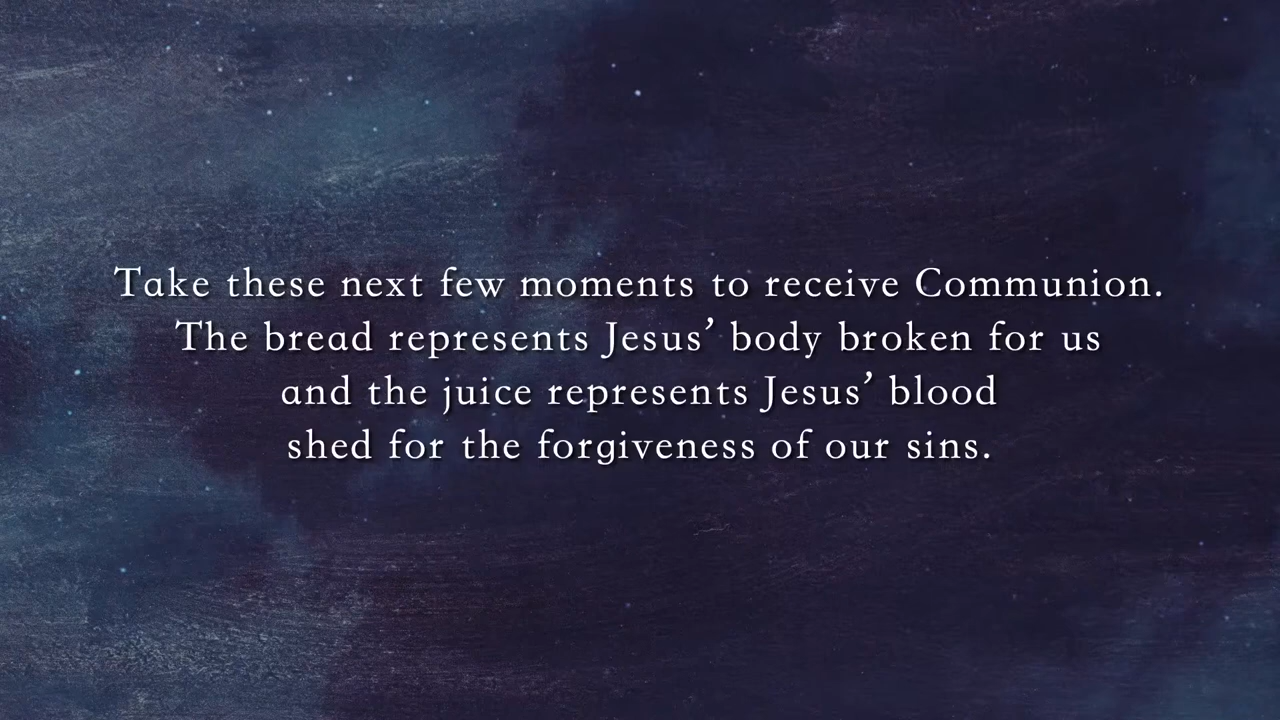 Take these next few moments to receive Communion.
The bread represents Jesus’ body broken for us
and the juice represents Jesus’ blood
shed for the forgiveness of our sins.